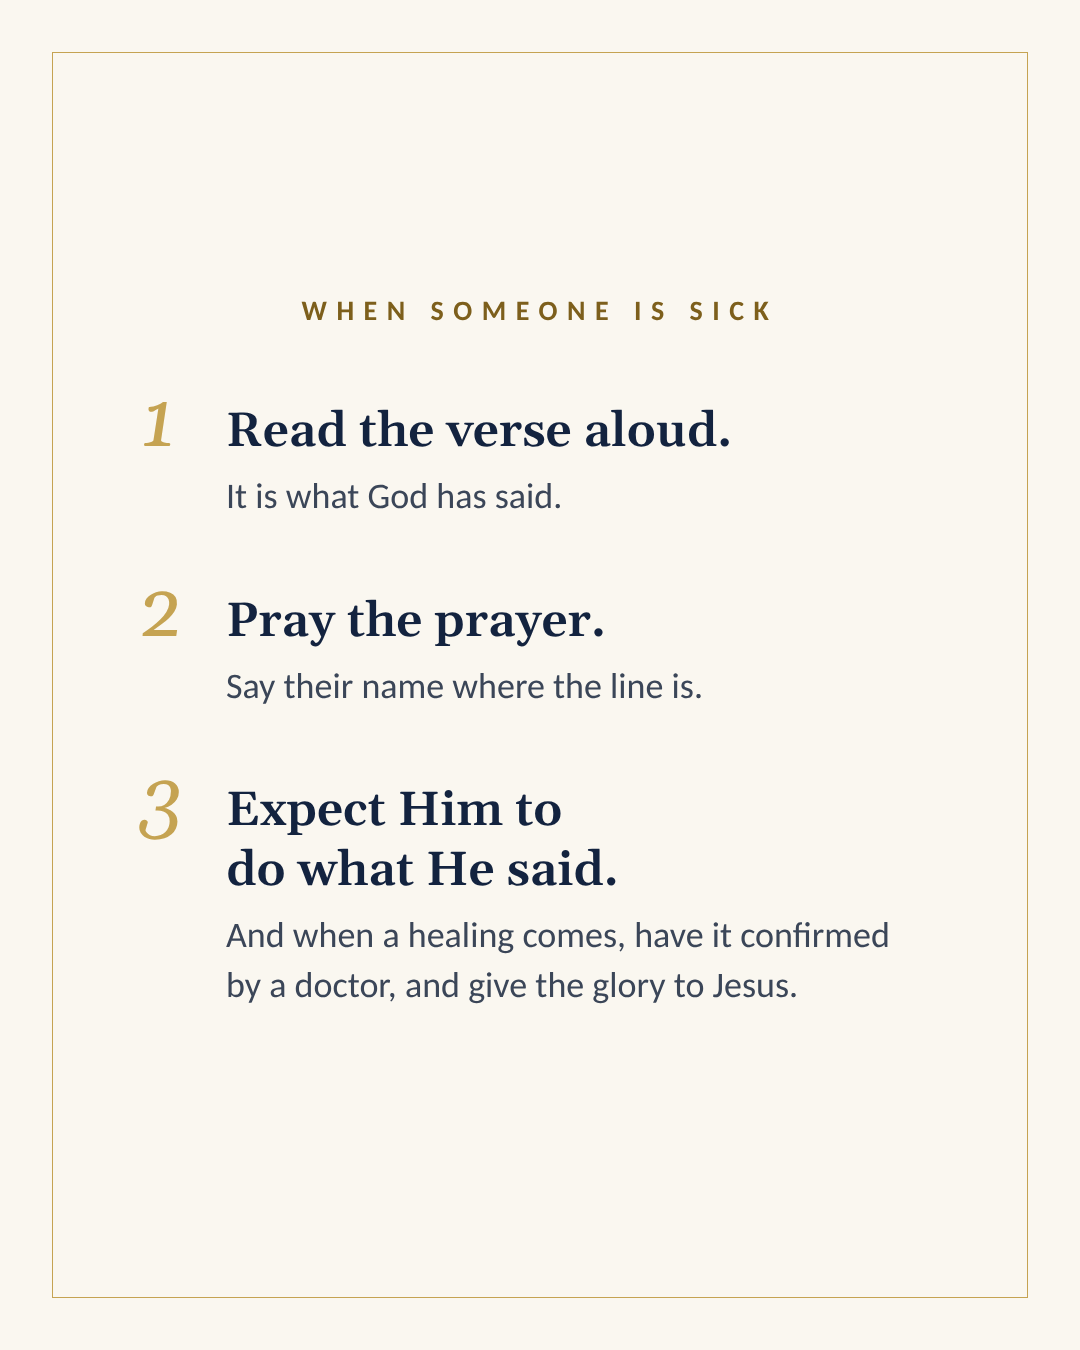 WHEN SOMEONE IS SICK
1 Read the verse aloud.
It is what God has said.
2 Pray the prayer.
Say their name where the line is.
3 Expect Him to
do what He said.
And when a healing comes, have it confirmed
by a doctor, and give the glory to Jesus.